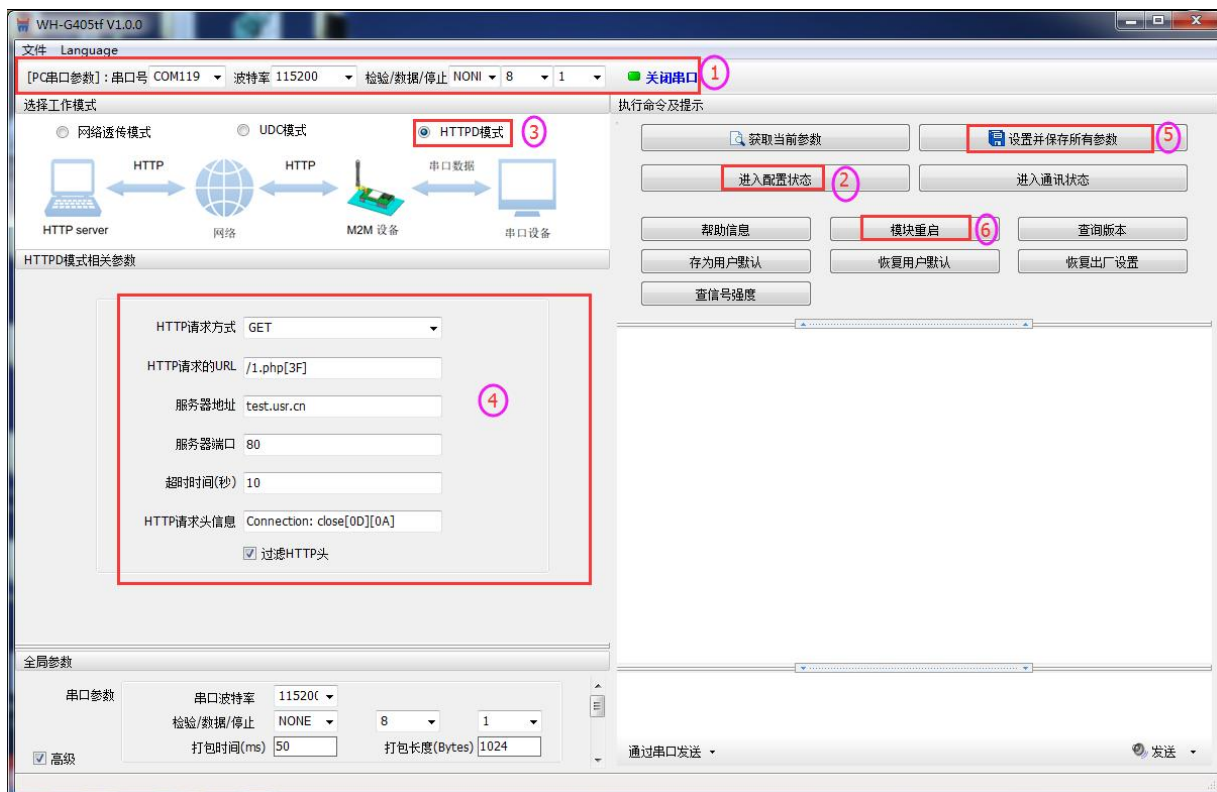 WH-G405tf V1.0.0
文件 Language
[PC串口参数]：串口号 COM119 波特率 115200 检验/数据/停止 NONI 8 1 关闭串口 1
选择工作模式
网络透传模式 UDC模式 HTTPD模式 3
HTTP HTTP 串口数据
HTTP server 网络 M2M 设备 串口设备
HTTPD模式相关参数
HTTP请求方式 GET
HTTP请求的URL /1.php[3F]
服务器地址 test.usr.cn
4
服务器端口 80
超时时间(秒) 10
HTTP请求头信息 Connection: close[0D][0A]
过滤HTTP头
全局参数
串口参数 串口波特率 115200
检验/数据/停止 NONE 8 1
打包时间(ms) 50 打包长度(Bytes) 1024
高级
执行命令及提示
获取当前参数 设置并保存所有参数 5
进入配置状态 2 进入通讯状态
帮助信息 模块重启 6 查询版本
存为用户默认 恢复用户默认 恢复出厂设置
查信号强度
通过串口发送 发送